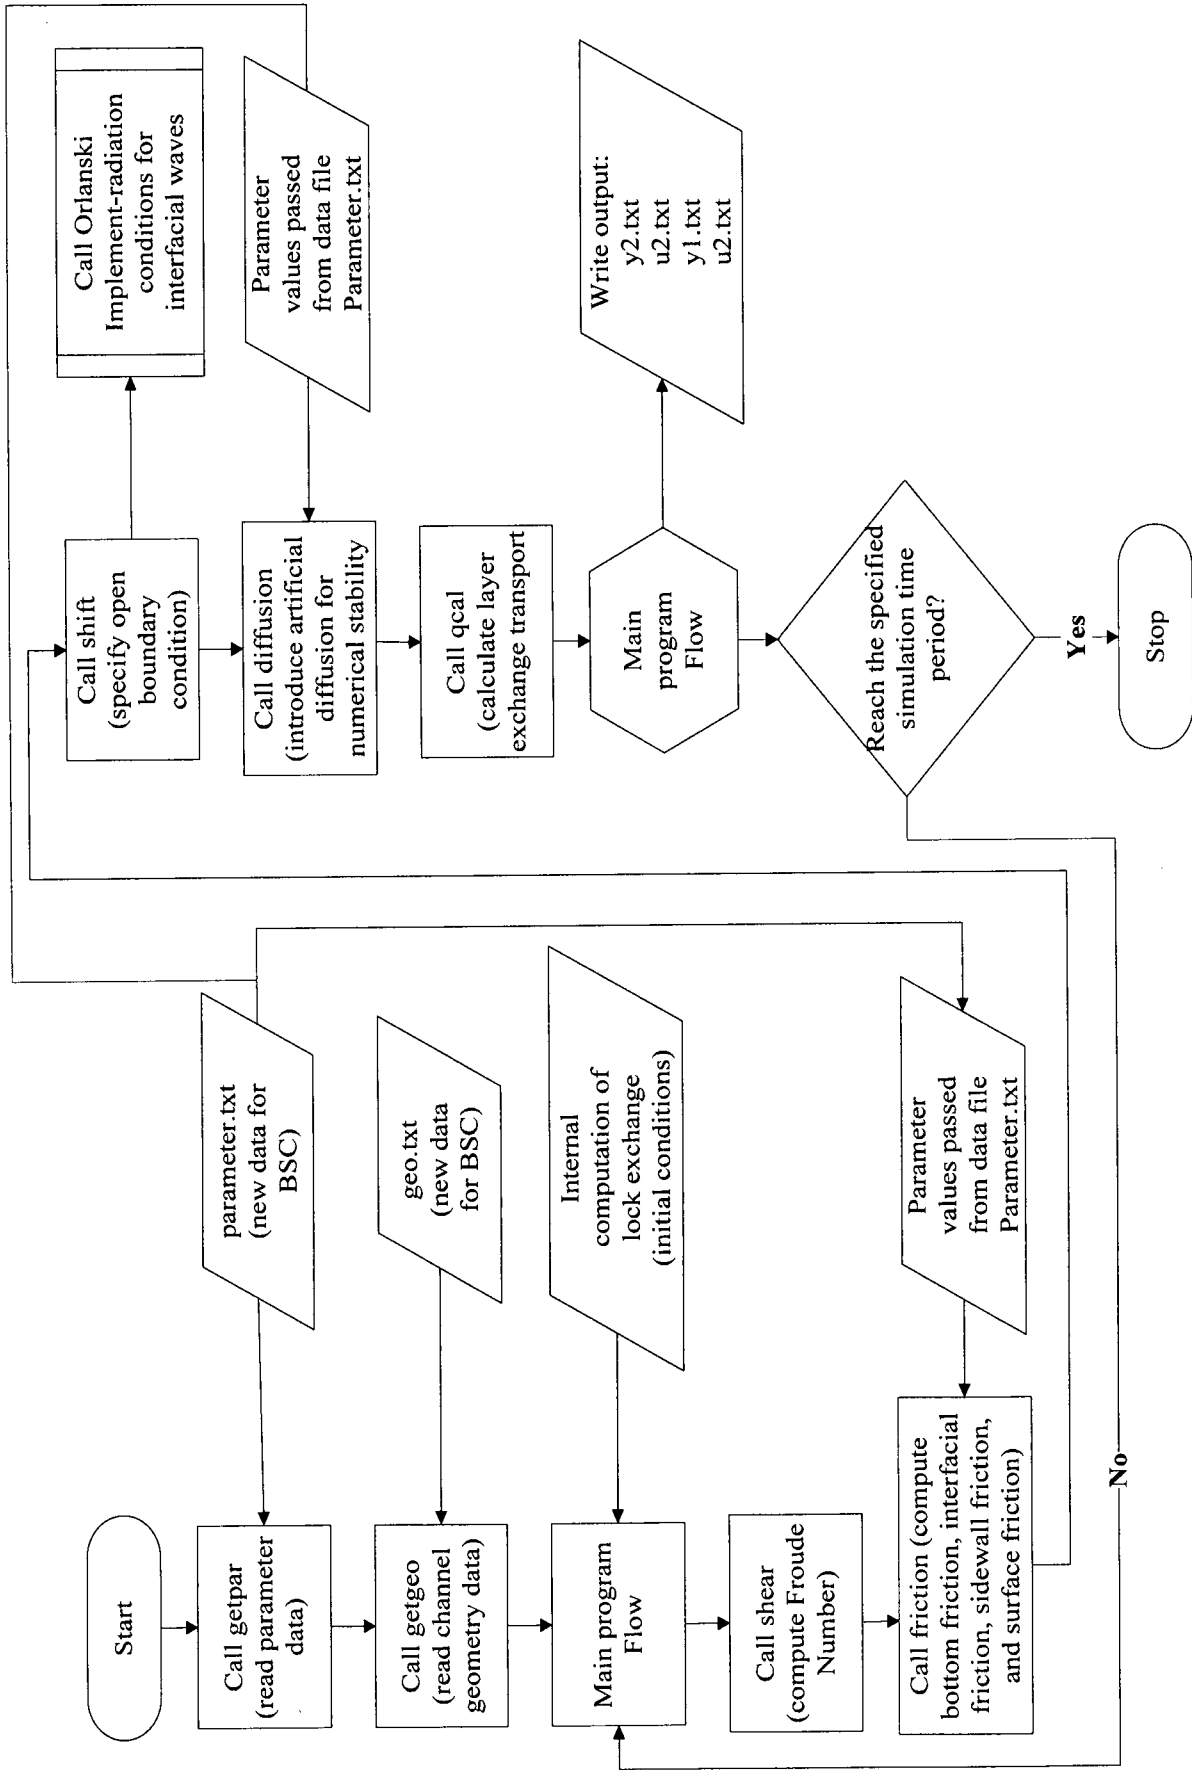 Start
Call getpar
(read parameter
data)
parameter.txt
(new data for
BSC)
Call getgeo
(read channel
geometry data)
geo.txt
(new data
for BSC)
Main program
Flow
Internal
computation of
lock exchange
(initial conditions)
Call shear
(compute Froude
Number)
Call friction (compute
bottom friction, interfacial
friction, sidewall friction,
and surface friction)
Parameter
values passed
from data file
Parameter.txt
Call shift
(specify open
boundary
condition)
Call Orlanski
Implement-radiation
conditions for
interfacial waves
Call diffusion
(introduce artificial
diffusion for
numerical stability
Parameter
values passed
from data file
Parameter.txt
Call qcal
(calculate layer
exchange transport
Main
program
Flow
Write output:
y2.txt
u2.txt
y1.txt
u2.txt
Reach the specified
simulation time
period?
No
Yes
Stop